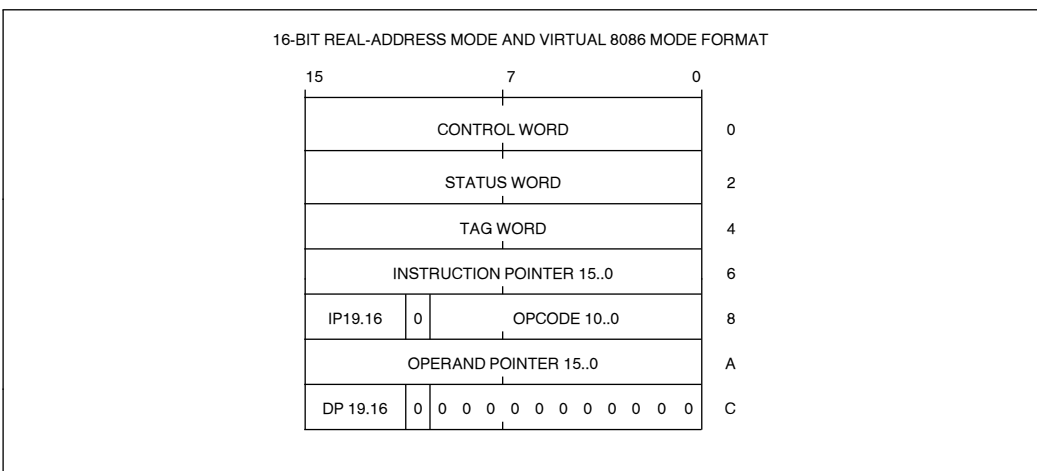 16-BIT REAL-ADDRESS MODE AND VIRTUAL 8086 MODE FORMAT
15 7 0
CONTROL WORD 0
STATUS WORD 2
TAG WORD 4
INSTRUCTION POINTER 15..0 6
IP19.16 0 OPCODE 10..0 8
OPERAND POINTER 15..0 A
DP 19.16 0 0 0 0 0 0 0 0 0 0 0 0 C